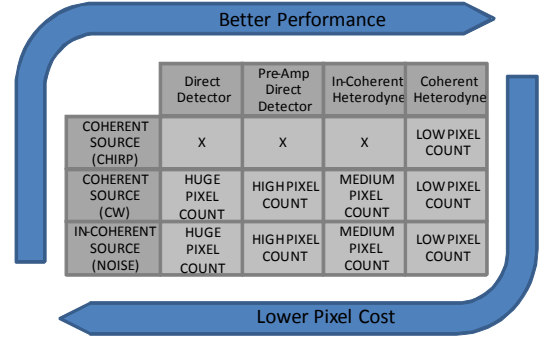 Better Performance
Direct
Detector
Pre-Amp
Direct
Detector
In-Coherent
Heterodyne
Coherent
Heterodyne
COHERENT
SOURCE
(CHIRP)
X
X
X
LOW PIXEL
COUNT
COHERENT
SOURCE
(CW)
HUGE
PIXEL
COUNT
HIGH PIXEL
COUNT
MEDIUM
PIXEL
COUNT
LOW PIXEL
COUNT
IN-COHERENT
SOURCE
(NOISE)
HUGE
PIXEL
COUNT
HIGH PIXEL
COUNT
MEDIUM
PIXEL
COUNT
LOW PIXEL
COUNT
Lower Pixel Cost